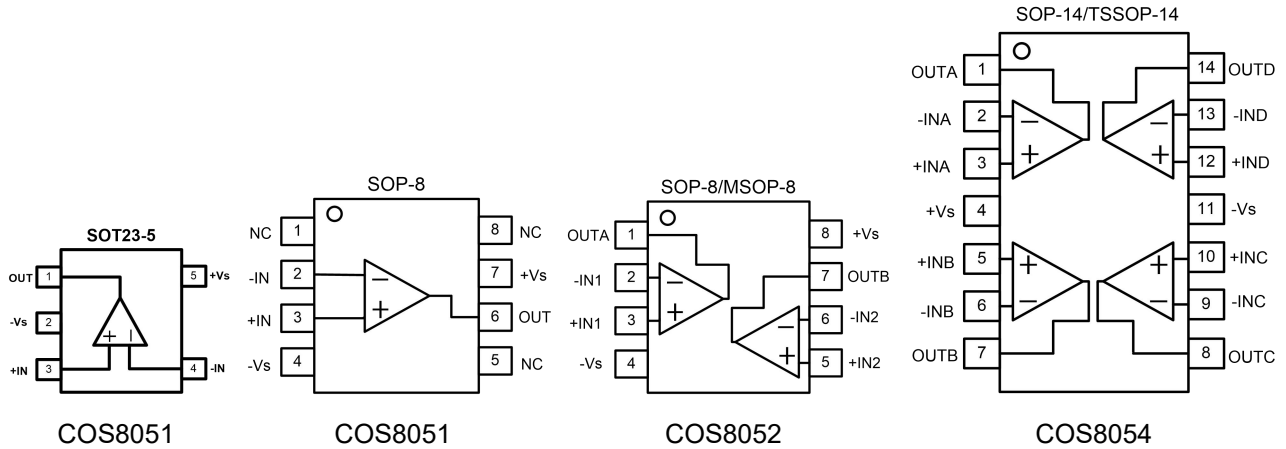 SOT23-5
OUT 1
5 +Vs
-Vs 2
+IN 3
4 -IN
COS8051
SOP-8
NC 1
8 NC
-IN 2
7 +Vs
+IN 3
6 OUT
-Vs 4
5 NC
COS8051
SOP-8/MSOP-8
OUTA 1
8 +Vs
-IN1 2
7 OUTB
+IN1 3
6 -IN2
-Vs 4
5 +IN2
COS8052
SOP-14/TSSOP-14
OUTA 1
14 OUTD
-INA 2
13 -IND
+INA 3
12 +IND
+Vs 4
11 -Vs
+INB 5
10 +INC
-INB 6
9 -INC
OUTB 7
8 OUTC
COS8054